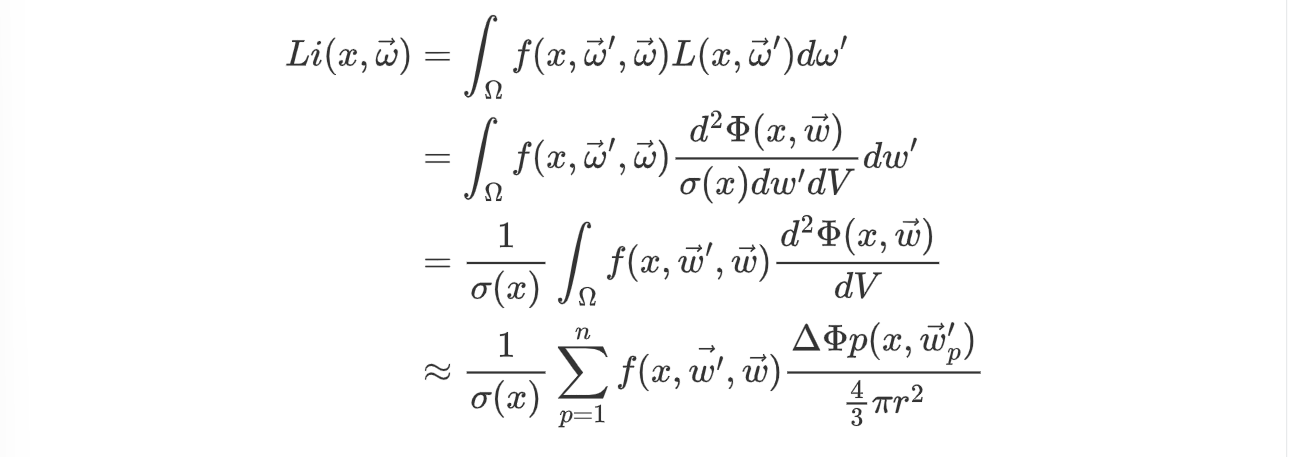 Li(x, \vec{\omega}) = \int_{\Omega} f(x, \vec{\omega}', \vec{\omega}) L(x, \vec{\omega}') d\omega'
= \int_{\Omega} f(x, \vec{\omega}', \vec{\omega}) \frac{d^2\Phi(x, \vec{w})}{\sigma(x) dw' dV} dw'
= \frac{1}{\sigma(x)} \int_{\Omega} f(x, \vec{w}', \vec{w}) \frac{d^2\Phi(x, \vec{w})}{dV}
\approx \frac{1}{\sigma(x)} \sum_{p=1}^{n} f(x, \vec{w'}, \vec{w}) \frac{\Delta\Phi p(x, \vec{w}'_p)}{\frac{4}{3}\pi r^2}